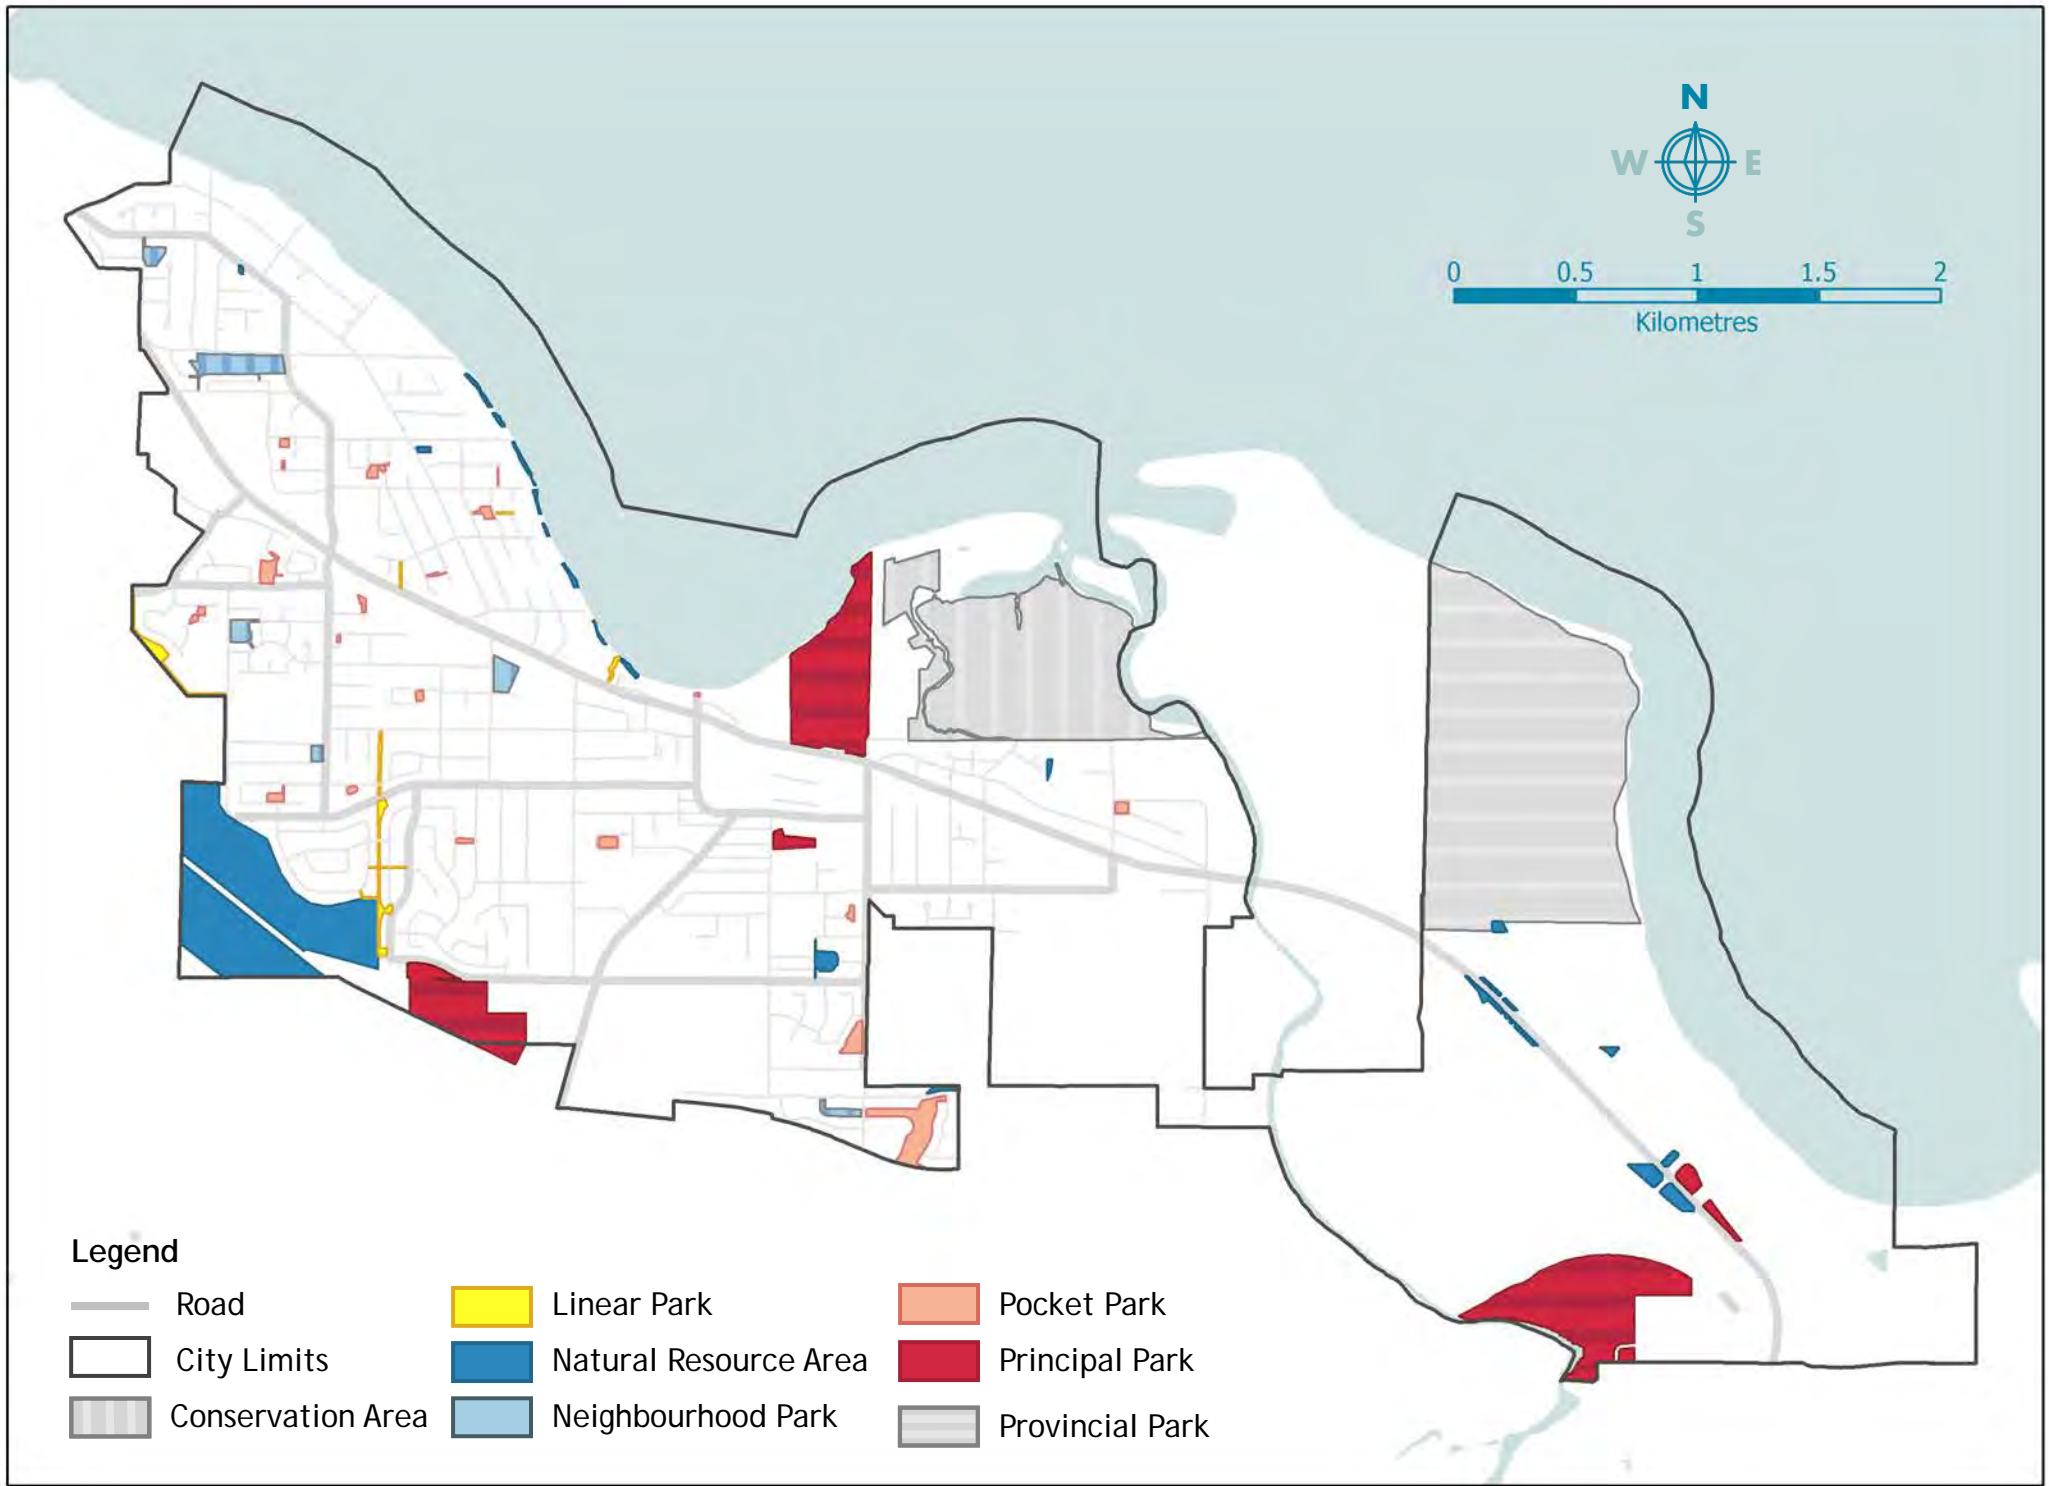 N
W E
S
0 0.5 1 1.5 2
Kilometres
Legend
Road
City Limits
Conservation Area
Linear Park
Natural Resource Area
Neighbourhood Park
Pocket Park
Principal Park
Provincial Park